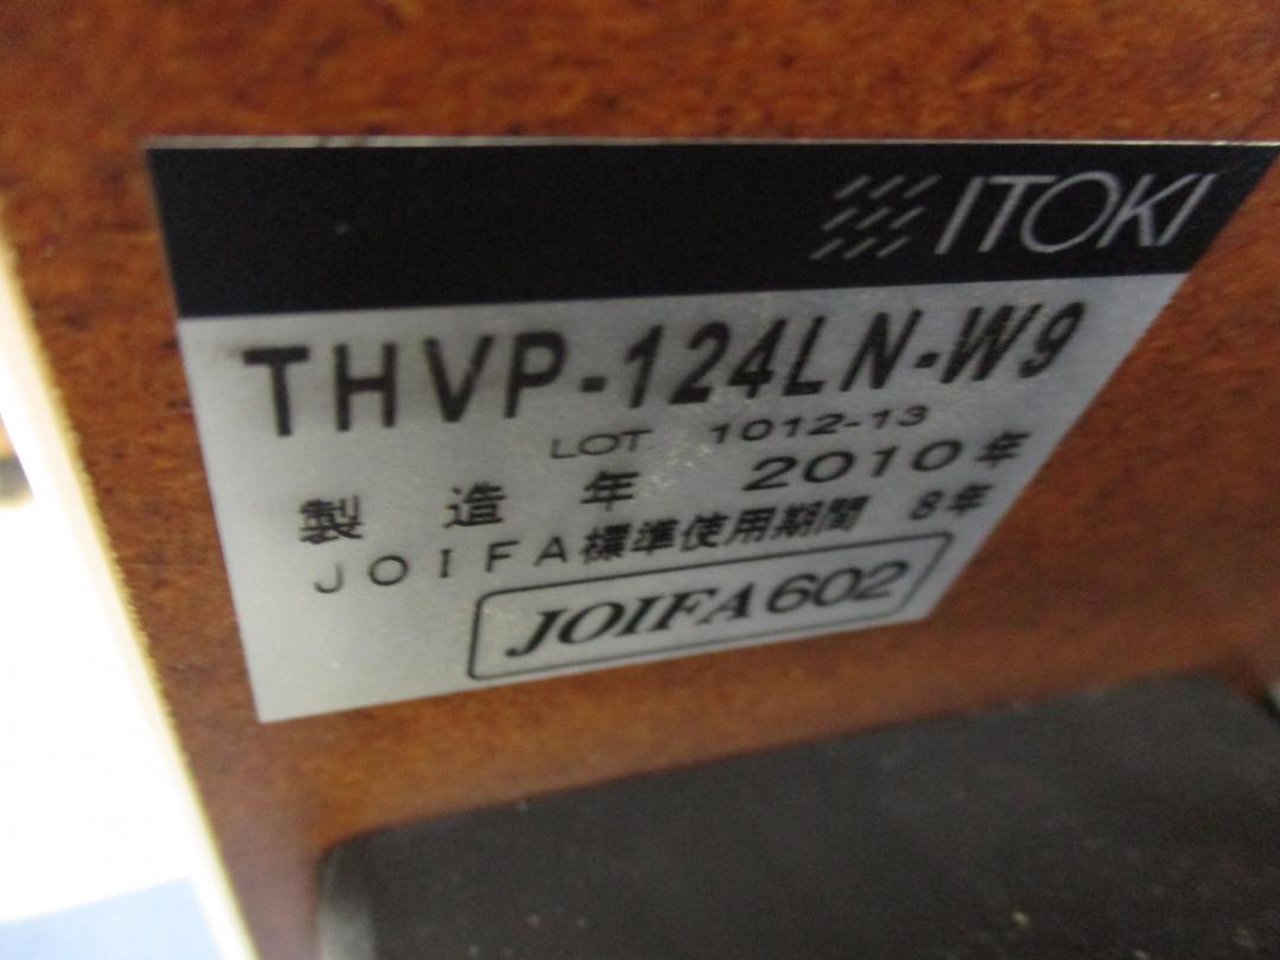 ITOKI
THVP-124LN-W9
LOT. 1012-13
製造年 2010年
JOIFA標準使用期間 8年
JOIFA602